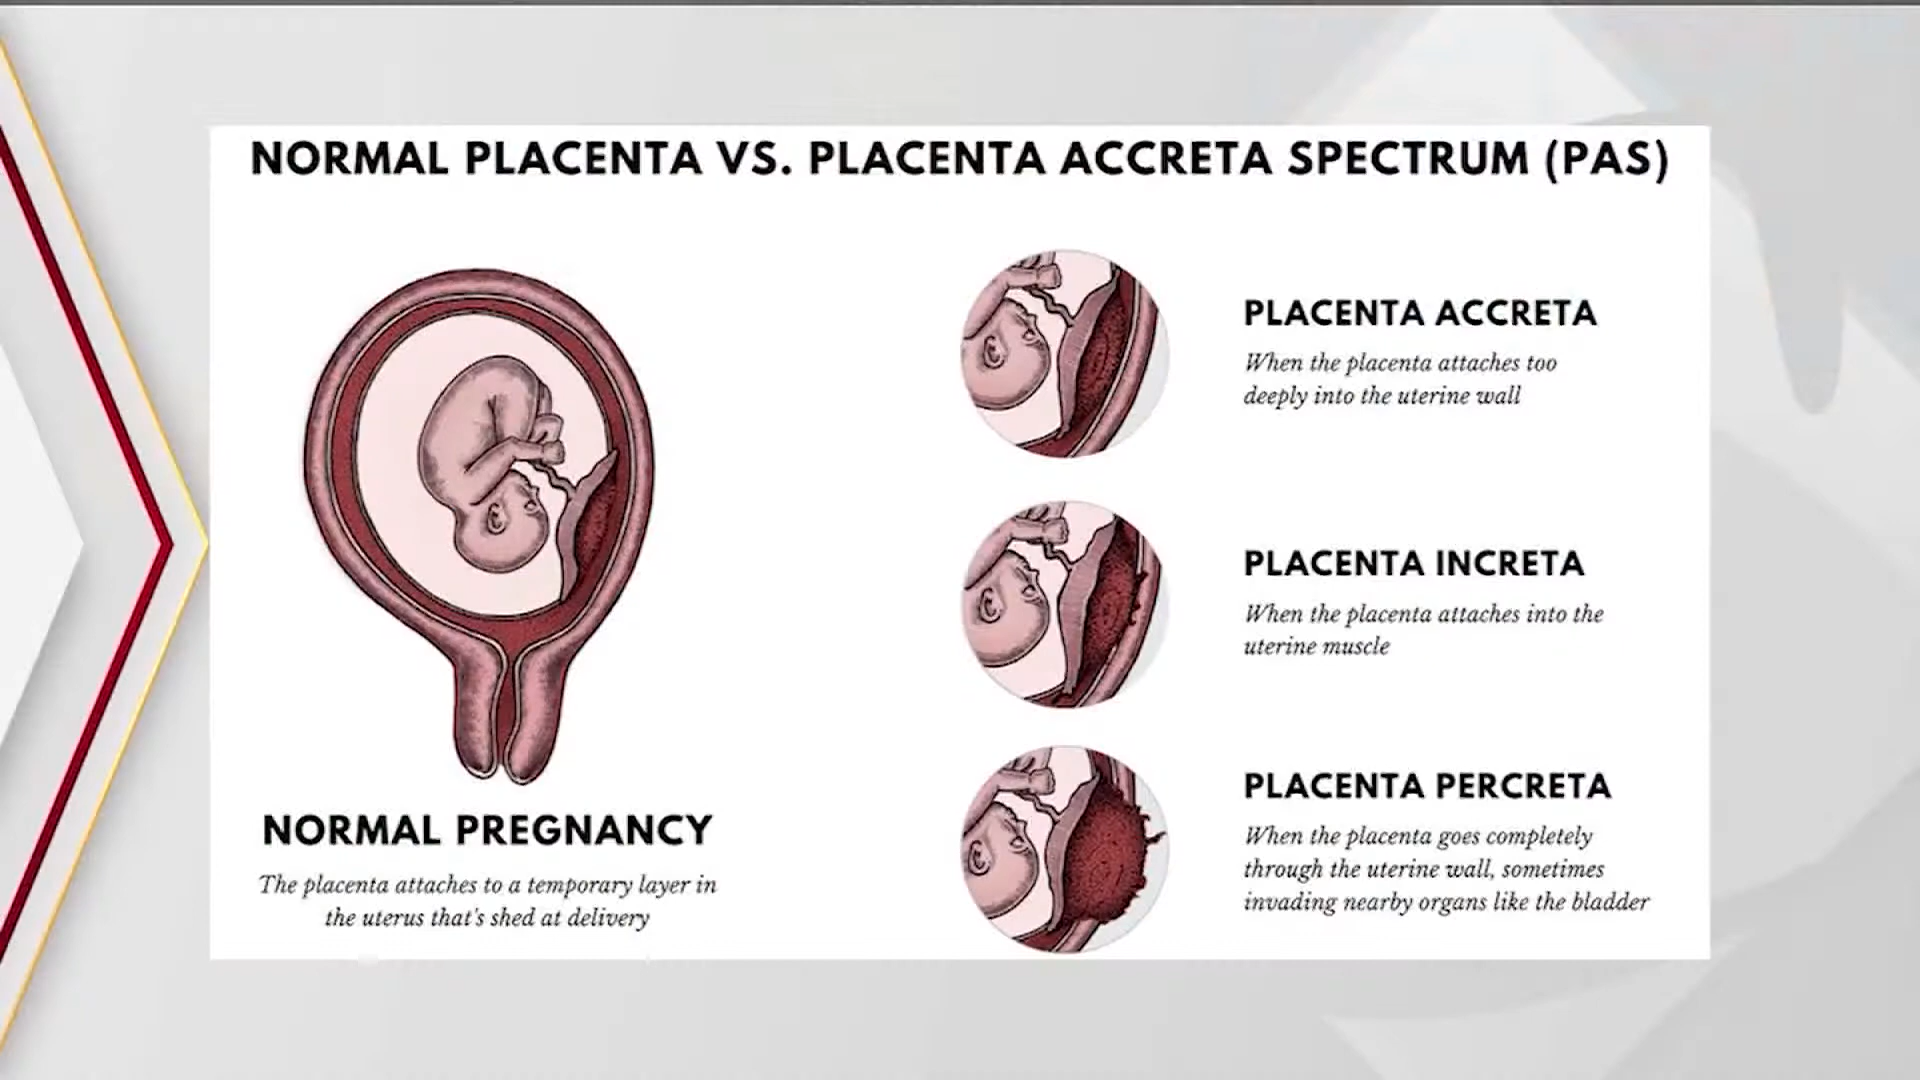 NORMAL PLACENTA VS. PLACENTA ACCRETA SPECTRUM (PAS)
NORMAL PREGNANCY
The placenta attaches to a temporary layer in
the uterus that's shed at delivery
PLACENTA ACCRETA
When the placenta attaches too
deeply into the uterine wall
PLACENTA INCRETA
When the placenta attaches into the
uterine muscle
PLACENTA PERCRETA
When the placenta goes completely
through the uterine wall, sometimes
invading nearby organs like the bladder